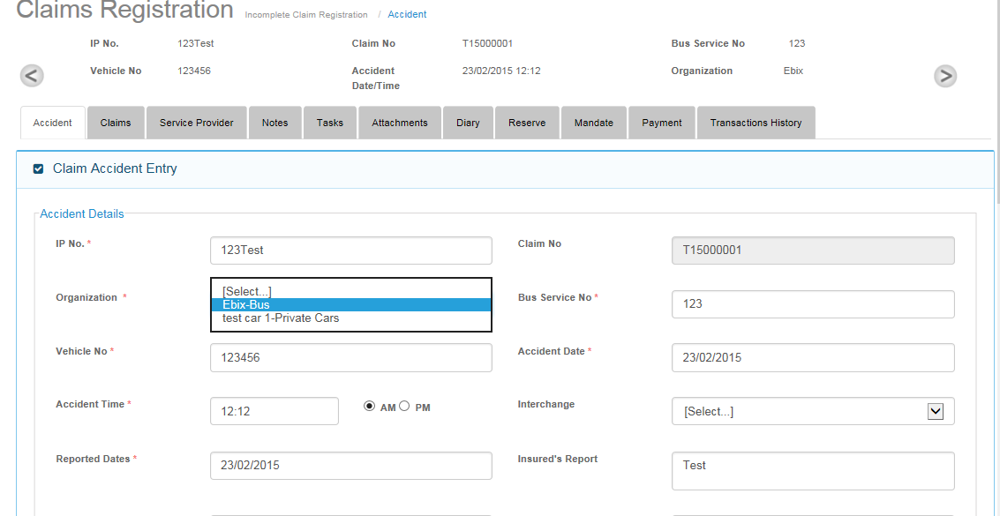 Claims Registration Incomplete Claim Registration / Accident
IP No. 123Test Claim No T15000001 Bus Service No 123
Vehicle No 123456 Accident Date/Time 23/02/2015 12:12 Organization Ebix
< >
Accident Claims Service Provider Notes Tasks Attachments Diary Reserve Mandate Payment Transactions History
Claim Accident Entry
Accident Details
IP No. * 123Test Claim No T15000001
Organization * [Select...]
Ebix-Bus
test car 1-Private Cars
Bus Service No * 123
Vehicle No * 123456 Accident Date * 23/02/2015
Accident Time * 12:12 AM PM Interchange [Select...]
Reported Dates * 23/02/2015 Insured's Report Test